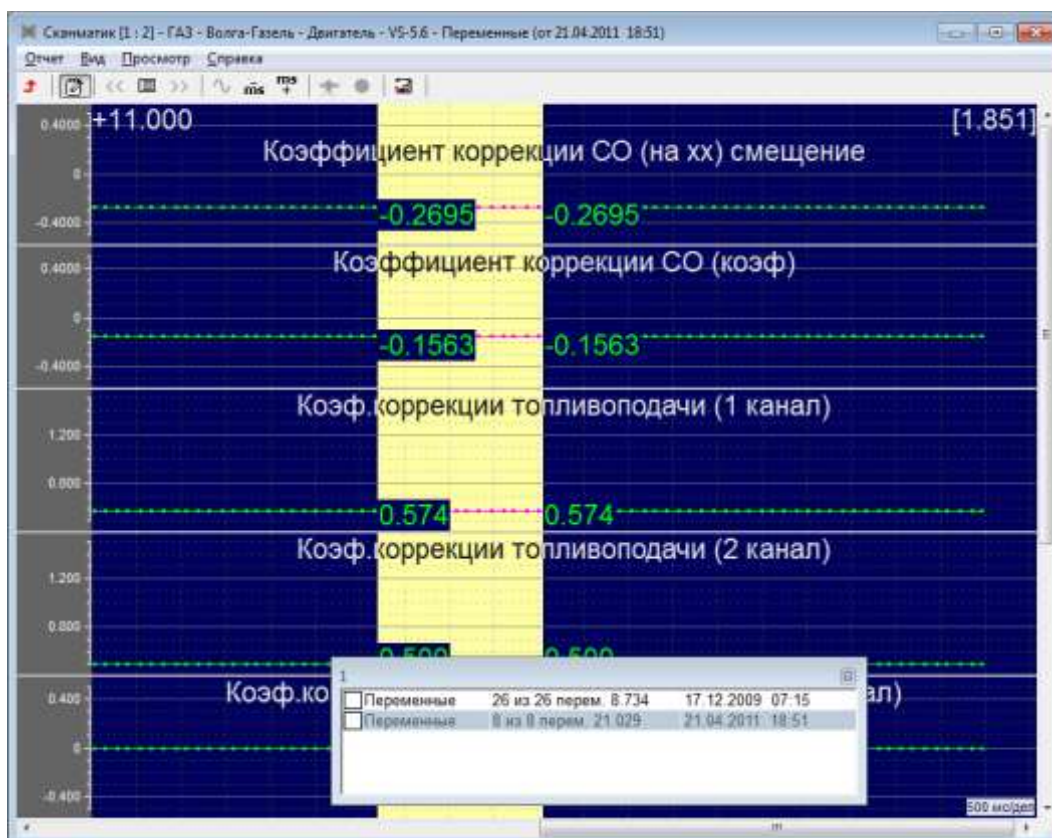 Сканматик [1 : 2] - ГАЗ - Волга-Газель - Двигатель - VS-5.6 - Переменные (от 21.04.2011 18:51)
Отчет Вид Просмотр Справка
+11.000 [1.851]
Коэффициент коррекции СО (на хх) смещение
0.4000
0
-0.4000
-0.2695 -0.2695
Коэффициент коррекции СО (коэф)
0.4000
0
-0.4000
-0.1563 -0.1563
Коэф.коррекции топливоподачи (1 канал)
1.200
0.800
0.574 0.574
Коэф.коррекции топливоподачи (2 канал)
1.200
0.800
0.500 0.500
1
Коэф.ко ал)
Переменные 26 из 26 перем. 8.734 17.12.2009 07:15
Переменные 8 из 8 перем. 21.029 21.04.2011 18:51
0.400
0
-0.400
500 мс/дел